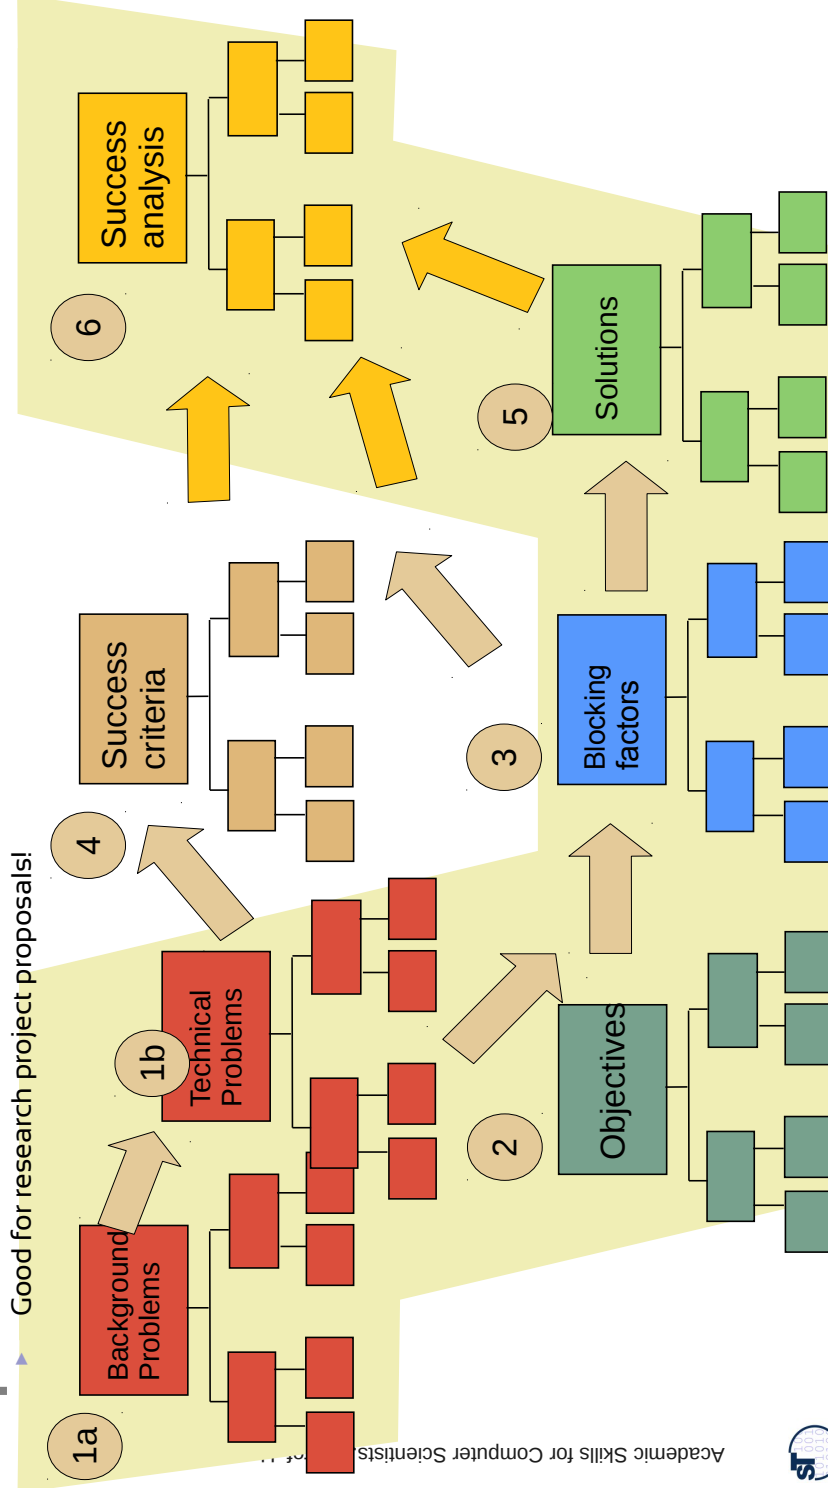 Good for research project proposals!
1a
Background
Problems
1b
Technical
Problems
4
Success
criteria
6
Success
analysis
2
Objectives
3
Blocking
factors
5
Solutions
Academic Skills for Computer Scientists,
ST